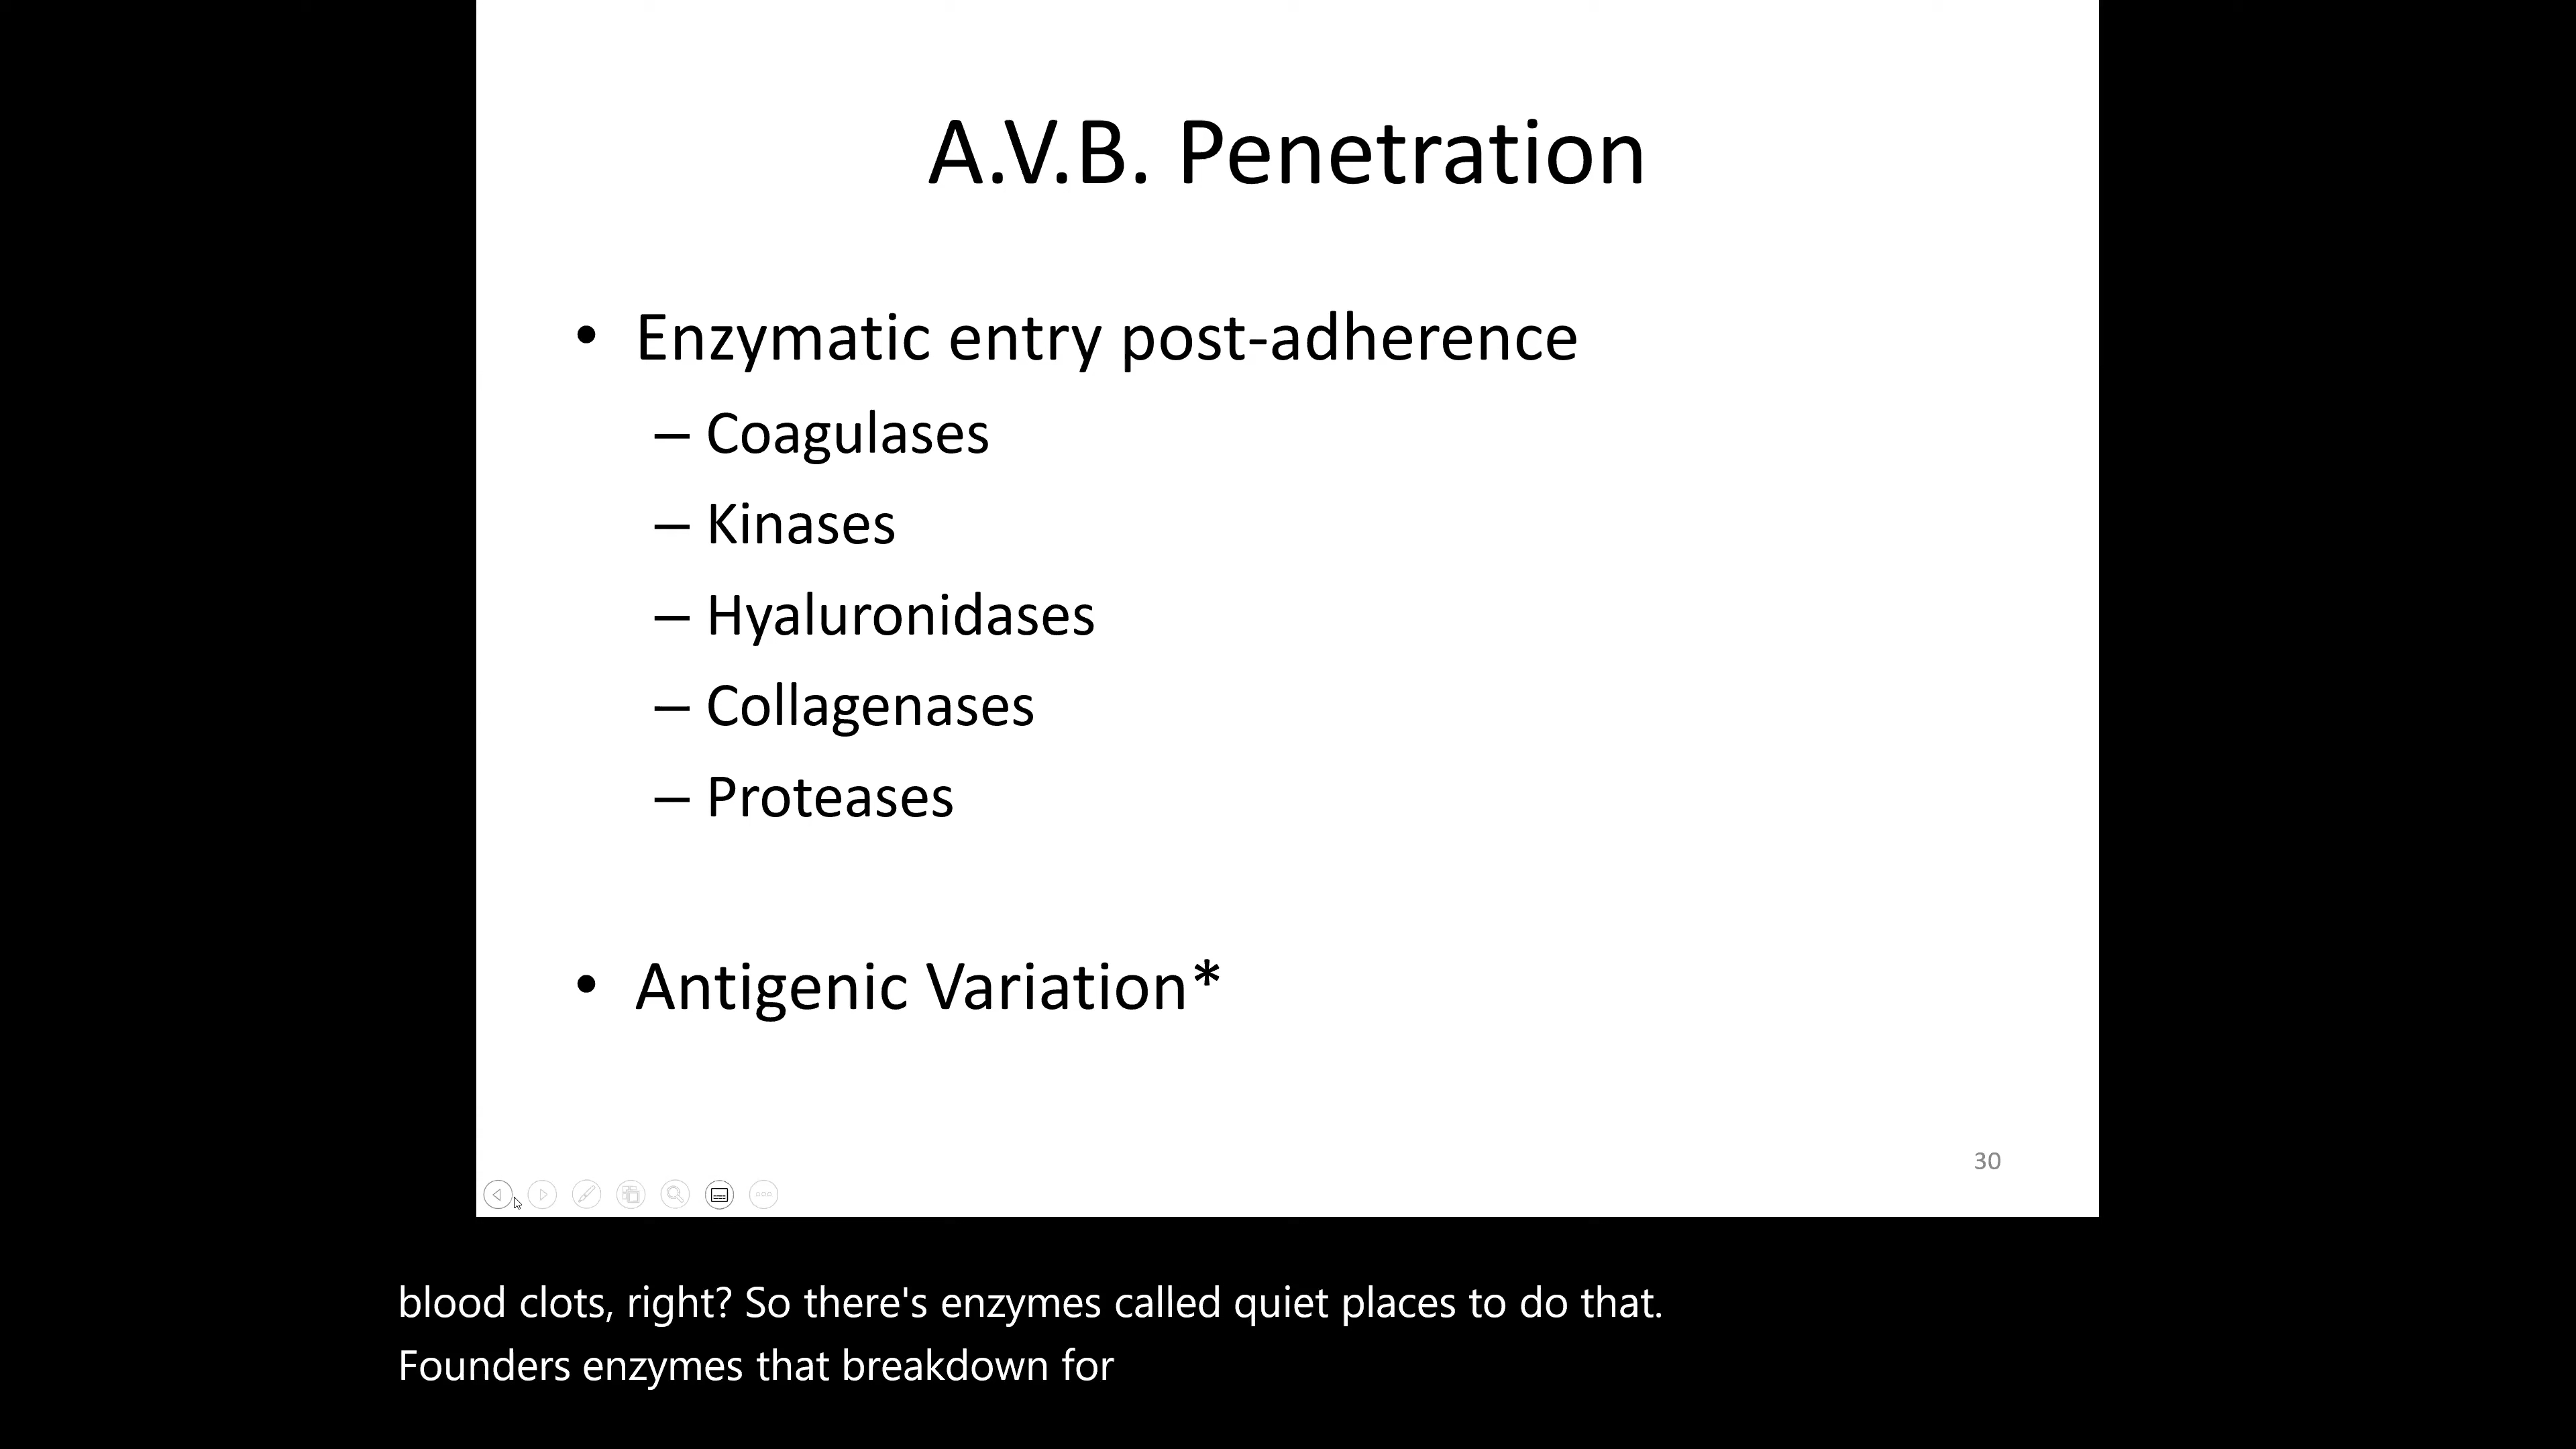 A.V.B. Penetration
• Enzymatic entry post-adherence
– Coagulases
– Kinases
– Hyaluronidases
– Collagenases
– Proteases
• Antigenic Variation*
30
blood clots, right? So there's enzymes called quiet places to do that.
Founders enzymes that breakdown for